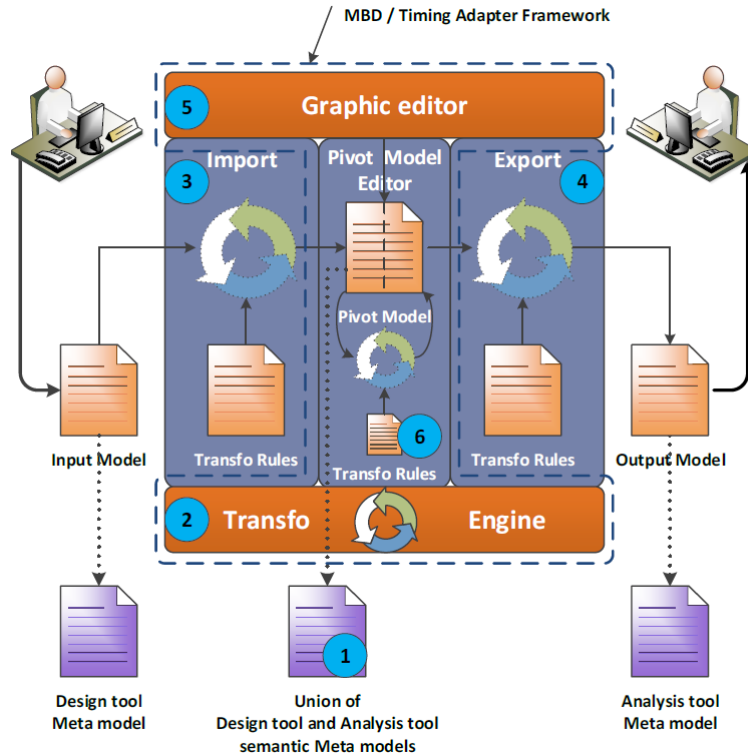 MBD / Timing Adapter Framework
5
Graphic editor
Import
Pivot Model
Editor
Export
3
4
Pivot Model
6
Input Model
Transfo Rules
Transfo Rules
Transfo Rules
Output Model
2
Transfo
Engine
1
Design tool
Meta model
Union of
Design tool and Analysis tool
semantic Meta models
Analysis tool
Meta model